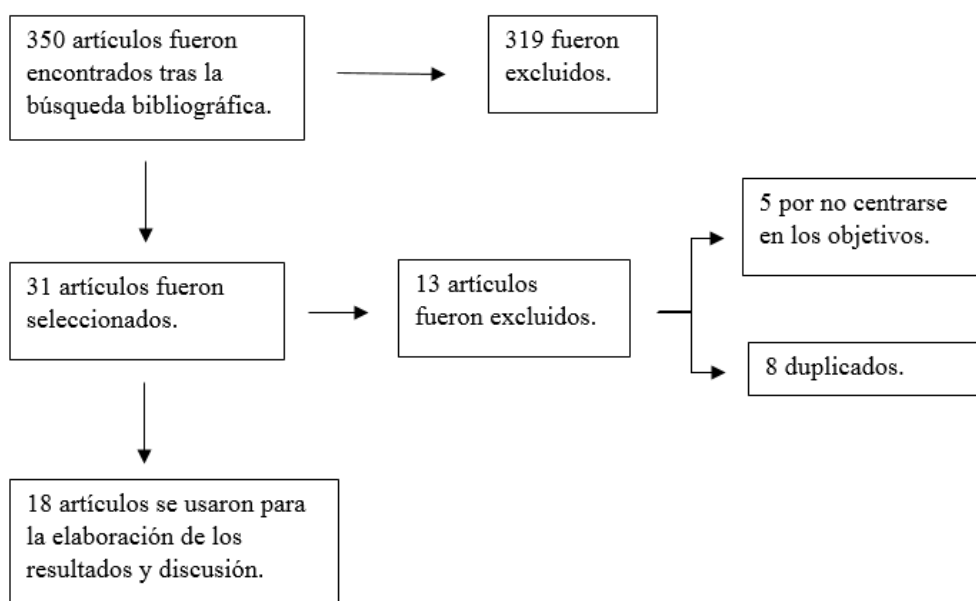 350 artículos fueron
encontrados tras la
búsqueda bibliográfica.
319 fueron
excluidos.
5 por no centrarse
en los objetivos.
31 artículos fueron
seleccionados.
13 artículos
fueron excluidos.
8 duplicados.
18 artículos se usaron para
la elaboración de los
resultados y discusión.